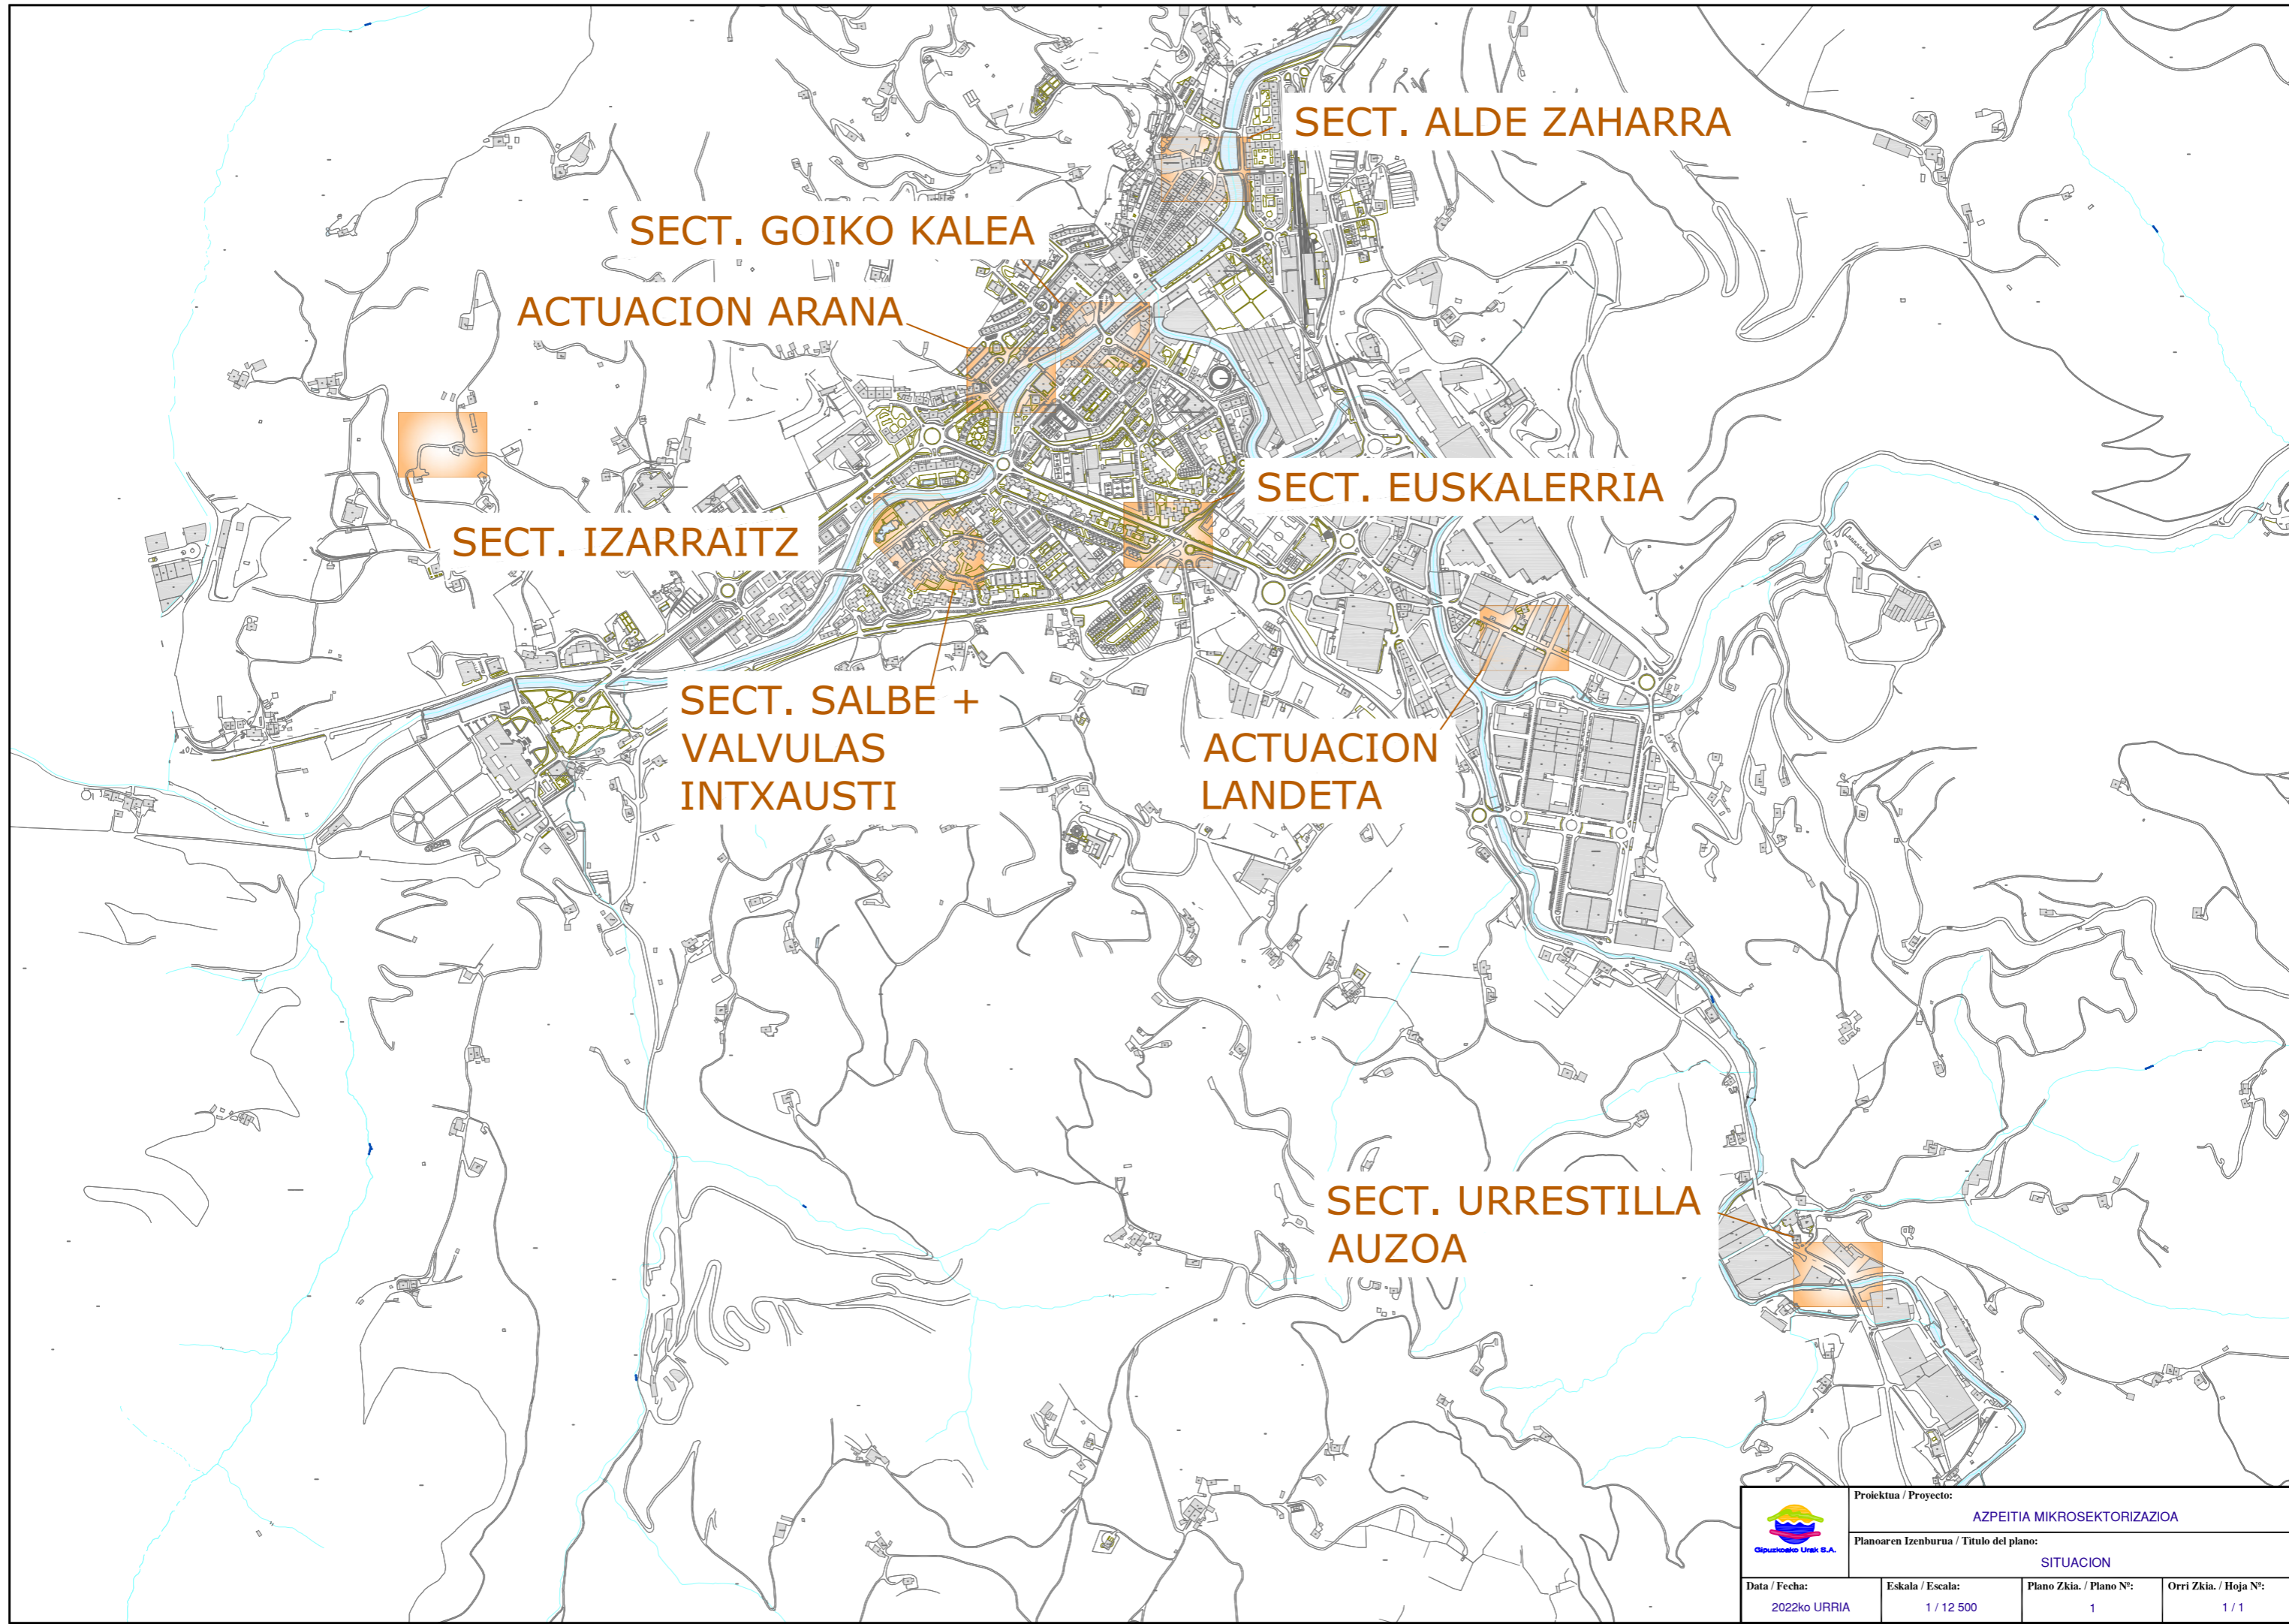 SECT. ALDE ZAHARRA
SECT. GOIKO KALEA
ACTUACION ARANA
SECT. EUSKALERRIA
SECT. IZARRAITZ
SECT. SALBE +
VALVULAS
INTXAUSTI
ACTUACION
LANDETA
SECT. URRESTILLA
AUZOA
Gipuzkoako Urak S.A.
Proiektua / Proyecto:
AZPEITIA MIKROSEKTORIZAZIOA
Planoaren Izenburua / Titulo del plano:
SITUACION
Data / Fecha:
2022ko URRIA
Eskala / Escala:
1 / 12 500
Plano Zkia. / Plano Nº:
1
Orri Zkia. / Hoja Nº:
1 / 1